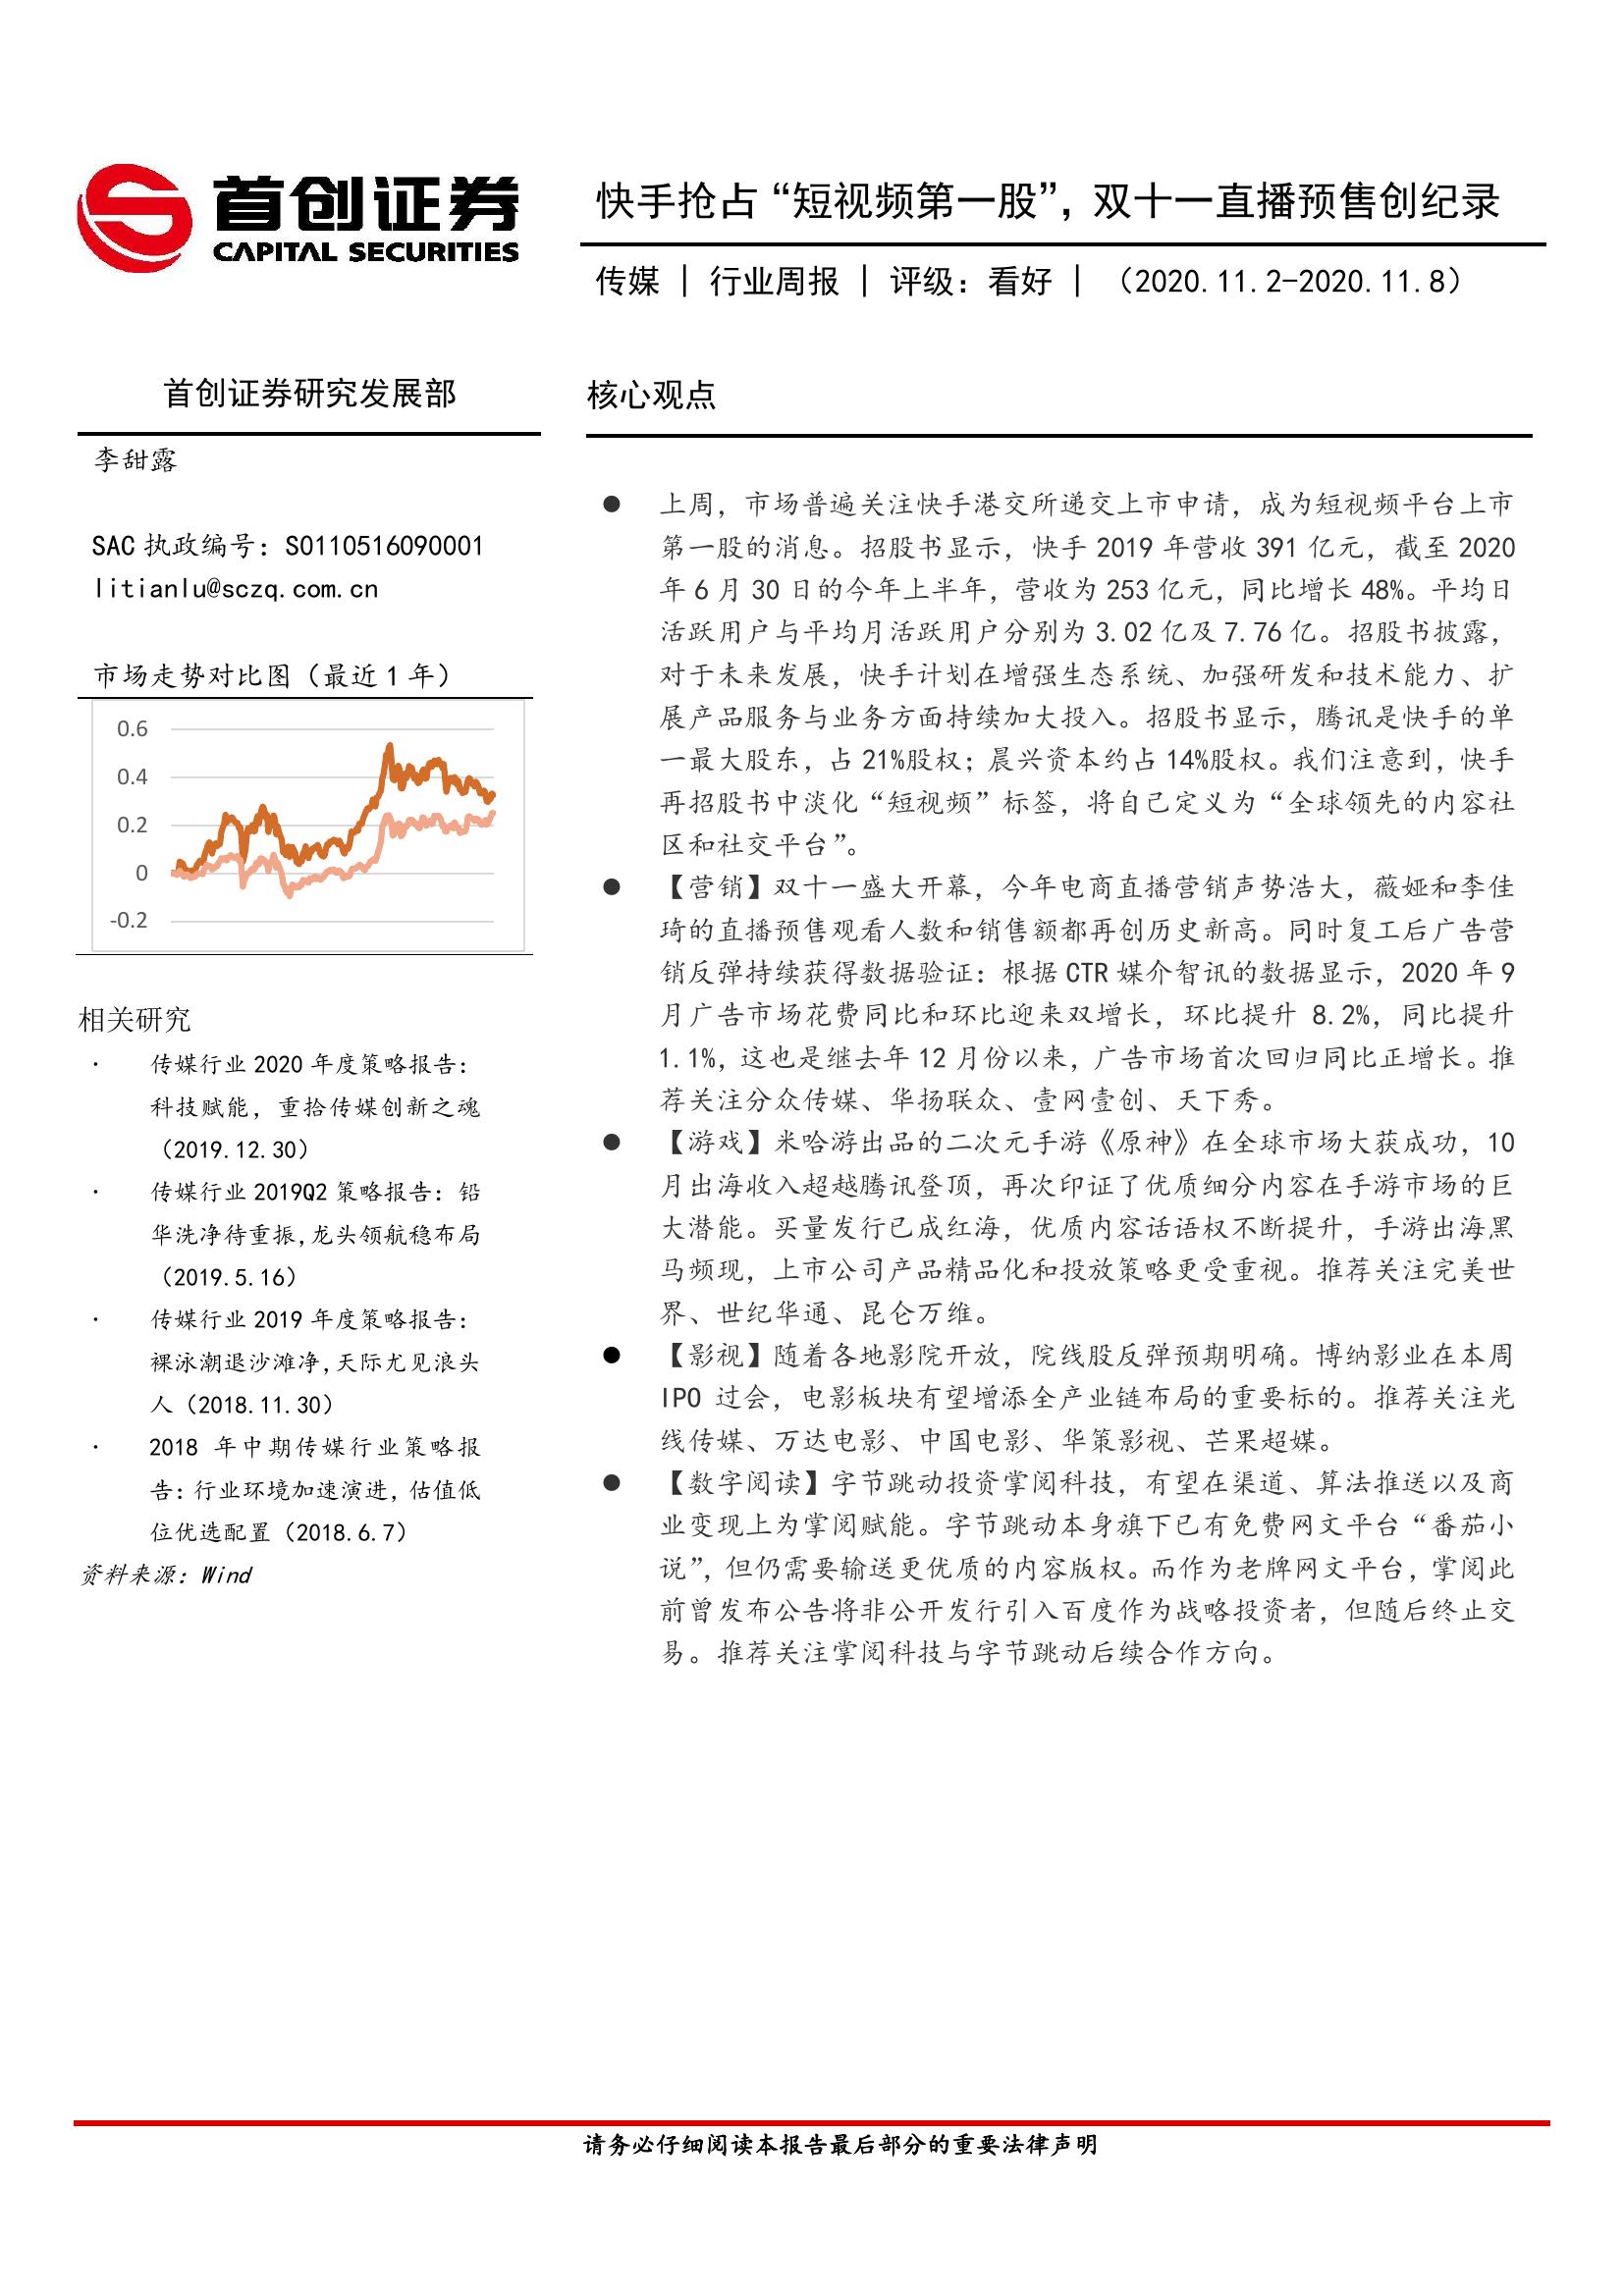 首创证券
CAPITAL SECURITIES
快手抢占“短视频第一股”，双十一直播预售创纪录
传媒 | 行业周报 | 评级：看好 | （2020.11.2-2020.11.8）
首创证券研究发展部
李甜露
SAC 执政编号：S0110516090001
litianlu@sczq.com.cn
市场走势对比图（最近 1 年）
0.6
0.4
0.2
0
-0.2
相关研究
· 传媒行业 2020 年度策略报告：
科技赋能，重拾传媒创新之魂
（2019.12.30）
· 传媒行业 2019Q2 策略报告：铅
华洗净待重振,龙头领航稳布局
（2019.5.16）
· 传媒行业 2019 年度策略报告：
裸泳潮退沙滩净,天际尤见浪头
人（2018.11.30）
· 2018 年中期传媒行业策略报
告：行业环境加速演进，估值低
位优选配置（2018.6.7）
资料来源：Wind
核心观点
● 上周，市场普遍关注快手港交所递交上市申请，成为短视频平台上市
第一股的消息。招股书显示，快手 2019 年营收 391 亿元，截至 2020
年 6 月 30 日的今年上半年，营收为 253 亿元，同比增长 48%。平均日
活跃用户与平均月活跃用户分别为 3.02 亿及 7.76 亿。招股书披露，
对于未来发展，快手计划在增强生态系统、加强研发和技术能力、扩
展产品服务与业务方面持续加大投入。招股书显示，腾讯是快手的单
一最大股东，占 21%股权；晨兴资本约占 14%股权。我们注意到，快手
再招股书中淡化“短视频”标签，将自己定义为“全球领先的内容社
区和社交平台”。
● 【营销】双十一盛大开幕，今年电商直播营销声势浩大，薇娅和李佳
琦的直播预售观看人数和销售额都再创历史新高。同时复工后广告营
销反弹持续获得数据验证：根据 CTR 媒介智讯的数据显示，2020 年 9
月广告市场花费同比和环比迎来双增长，环比提升 8.2%，同比提升
1.1%，这也是继去年 12 月份以来，广告市场首次回归同比正增长。推
荐关注分众传媒、华扬联众、壹网壹创、天下秀。
● 【游戏】米哈游出品的二次元手游《原神》在全球市场大获成功，10
月出海收入超越腾讯登顶，再次印证了优质细分内容在手游市场的巨
大潜能。买量发行已成红海，优质内容话语权不断提升，手游出海黑
马频现，上市公司产品精品化和投放策略更受重视。推荐关注完美世
界、世纪华通、昆仑万维。
● 【影视】随着各地影院开放，院线股反弹预期明确。博纳影业在本周
IPO 过会，电影板块有望增添全产业链布局的重要标的。推荐关注光
线传媒、万达电影、中国电影、华策影视、芒果超媒。
● 【数字阅读】字节跳动投资掌阅科技，有望在渠道、算法推送以及商
业变现上为掌阅赋能。字节跳动本身旗下已有免费网文平台“番茄小
说”，但仍需要输送更优质的内容版权。而作为老牌网文平台，掌阅此
前曾发布公告将非公开发行引入百度作为战略投资者，但随后终止交
易。推荐关注掌阅科技与字节跳动后续合作方向。
请务必仔细阅读本报告最后部分的重要法律声明